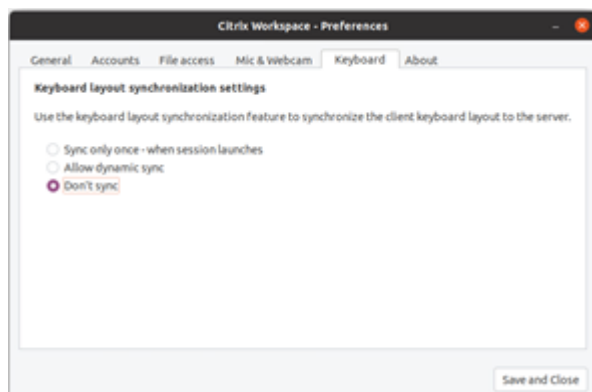 Citrix Workspace - Preferences
General Accounts File access Mic & Webcam Keyboard About
Keyboard layout synchronization settings
Use the keyboard layout synchronization feature to synchronize the client keyboard layout to the server.
Sync only once - when session launches
Allow dynamic sync
Don't sync
Save and Close